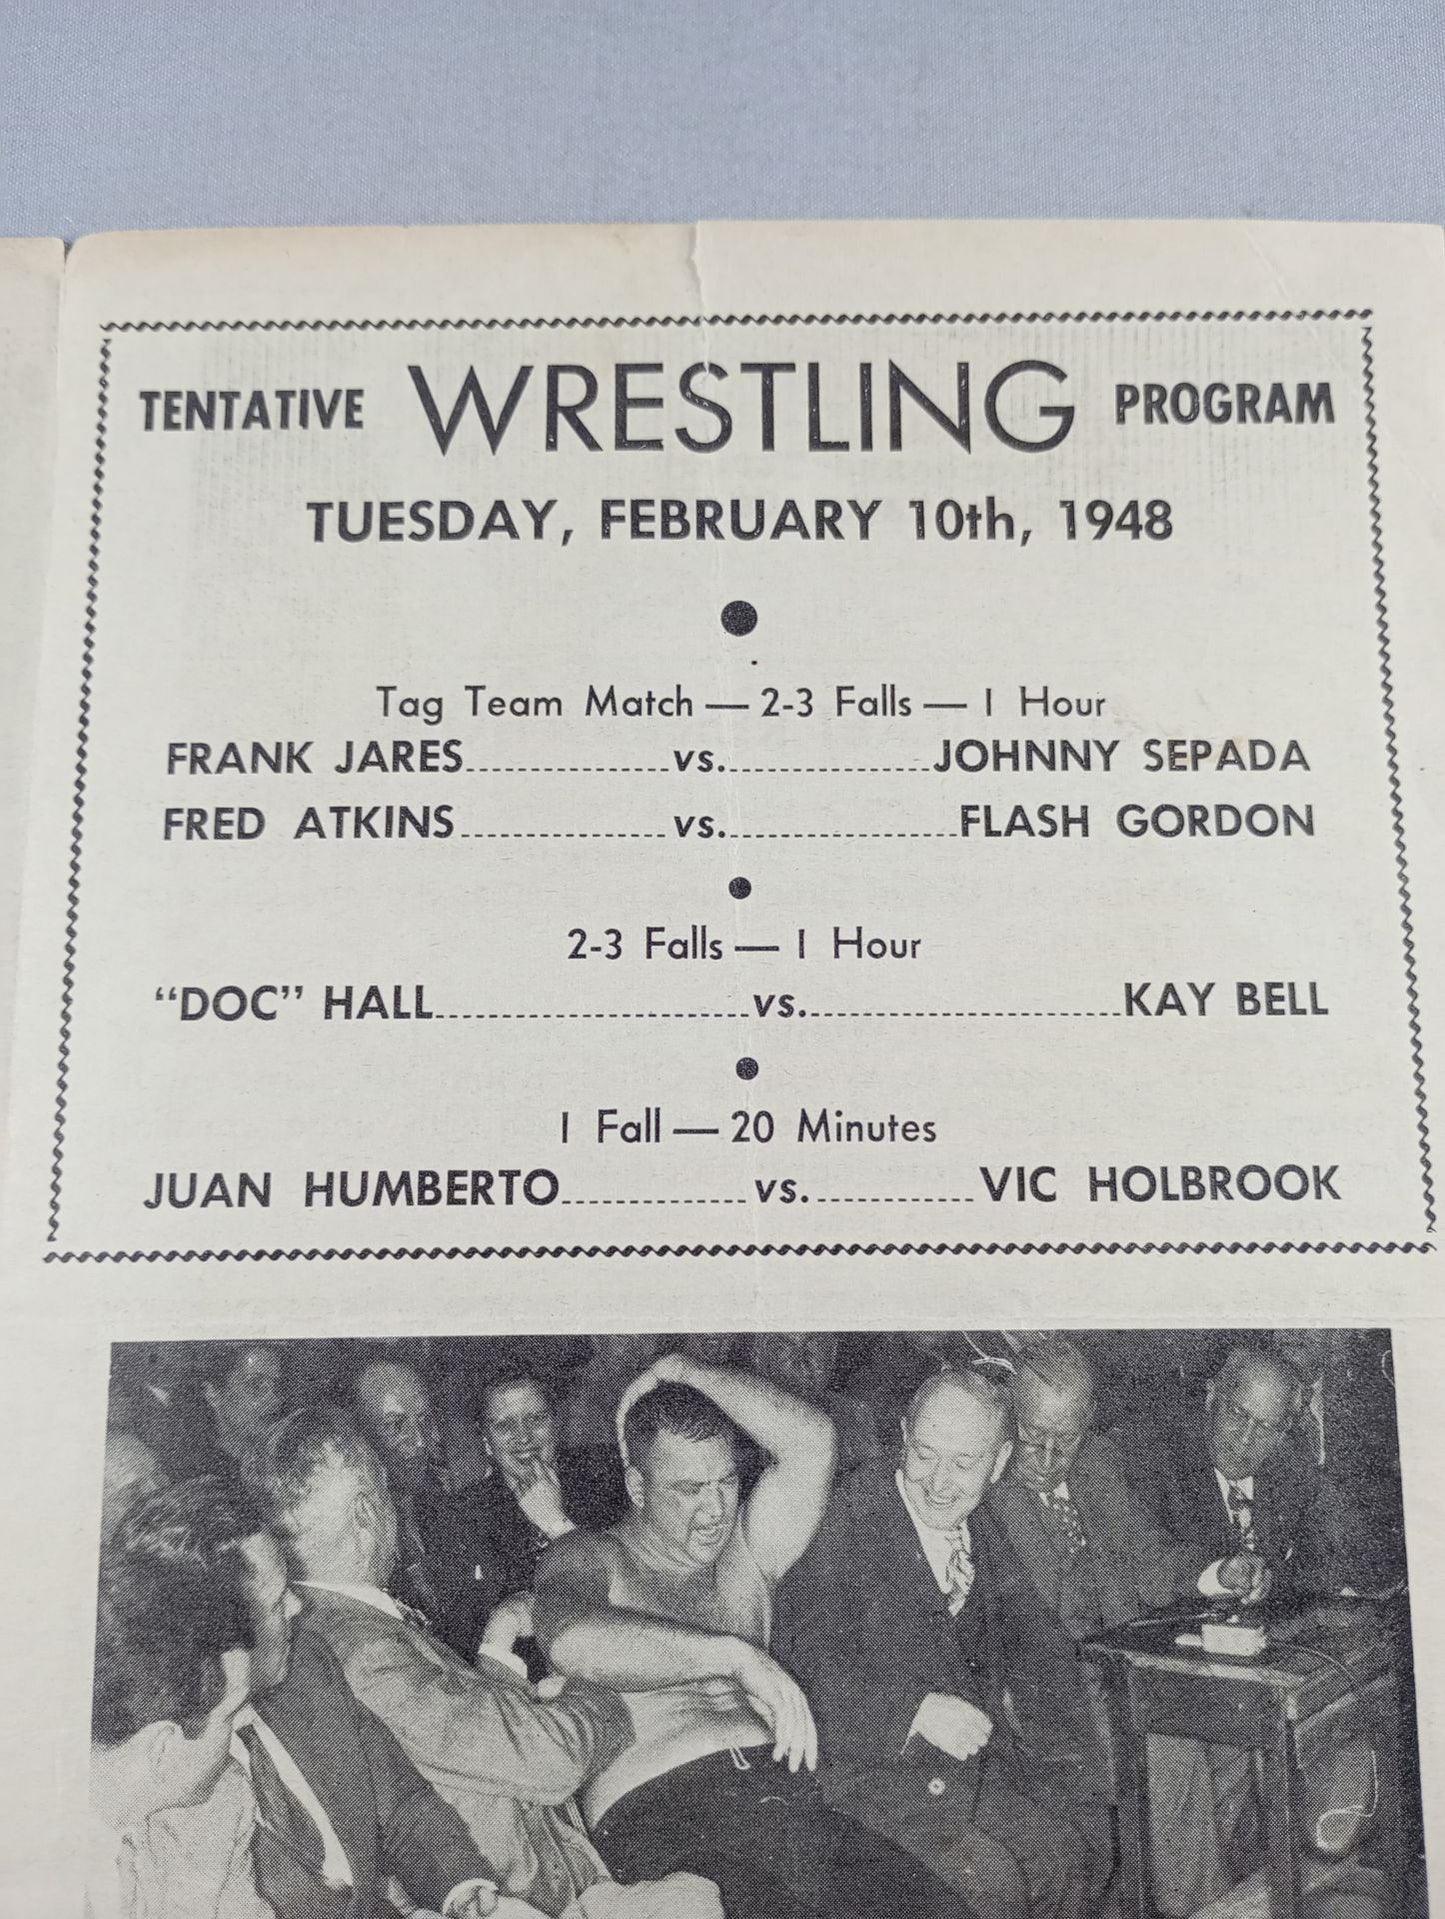 TENTATIVE WRESTLING PROGRAM
TUESDAY, FEBRUARY 10th, 1948
Tag Team Match — 2-3 Falls — 1 Hour
FRANK JARES vs. JOHNNY SEPADA
FRED ATKINS vs. FLASH GORDON
2-3 Falls — 1 Hour
"DOC" HALL vs. KAY BELL
1 Fall — 20 Minutes
JUAN HUMBERTO vs. VIC HOLBROOK